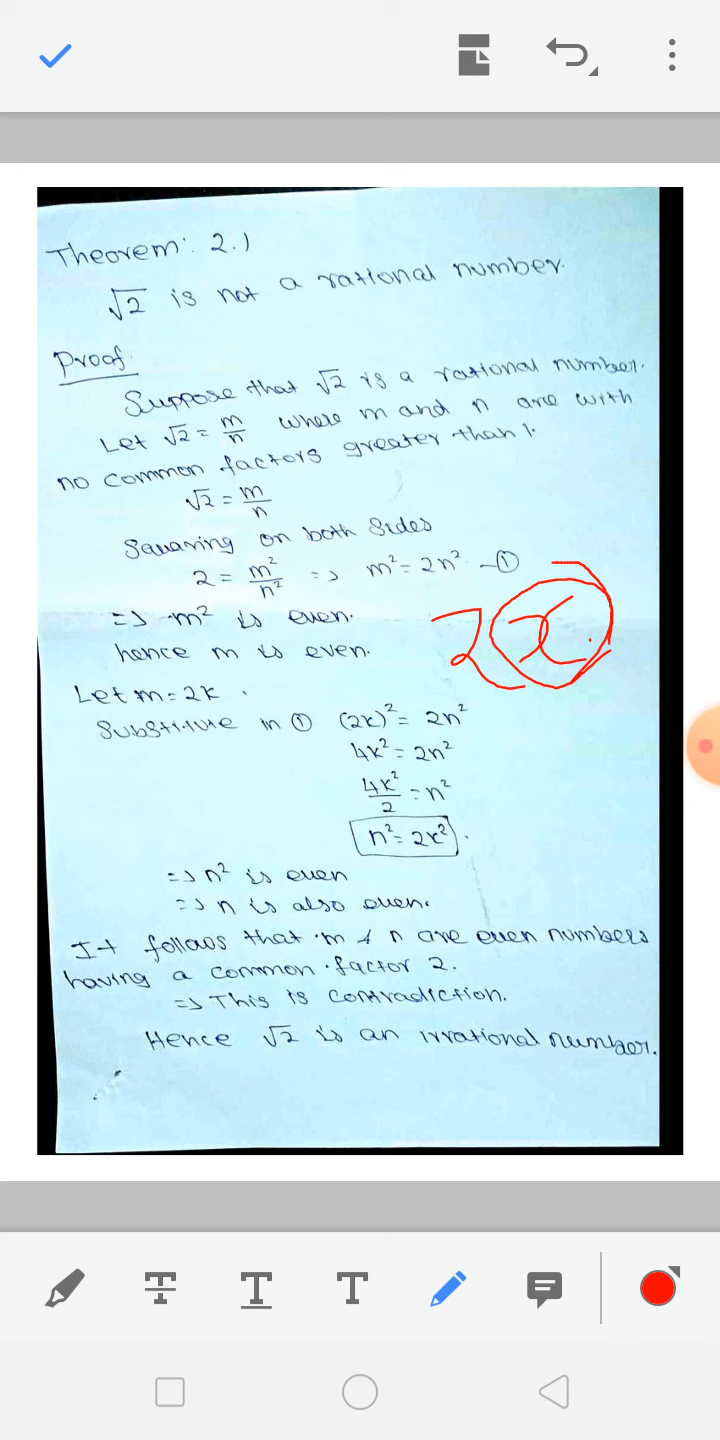 Theorem: 2.1
√2 is not a rational number.
Proof
Suppose that √2 is a rational number.
Let √2 = m/n where m and n are with
no common factors greater than 1.
√2 = m/n
Squaring on both sides
2 = m²/n² => m² = 2n² -①
=> m² is even.
hence m is even.
2x
Let m = 2k.
Substitute in ① (2k)² = 2n²
4k² = 2n²
4k²/2 = n²
n² = 2k².
=> n² is even
=> n is also even.
It follows that m & n are even numbers
having a common factor 2.
=> This is contradiction.
Hence √2 is an irrational number.